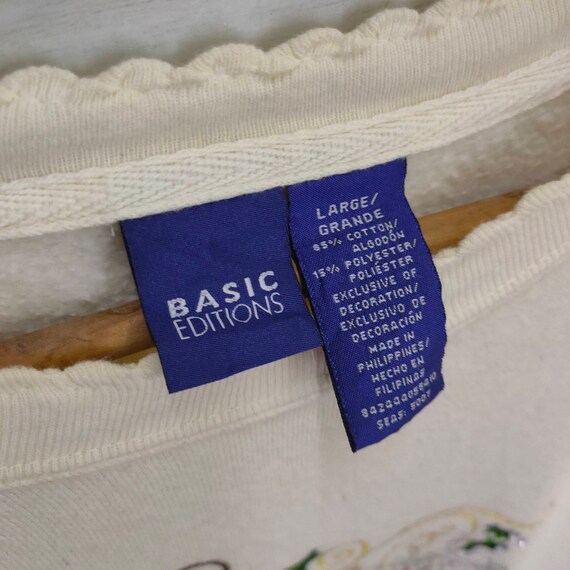 BASIC
EDITIONS
LARGE/
GRANDE
85% COTTON/
ALGODÓN
15% POLYESTER/
POLIÉSTER
EXCLUSIVE OF
DECORATION/
EXCLUSIVO DE
DECORACIÓN
MADE IN
PHILIPPINES/
HECHO EN
FILIPINAS
SEAS: